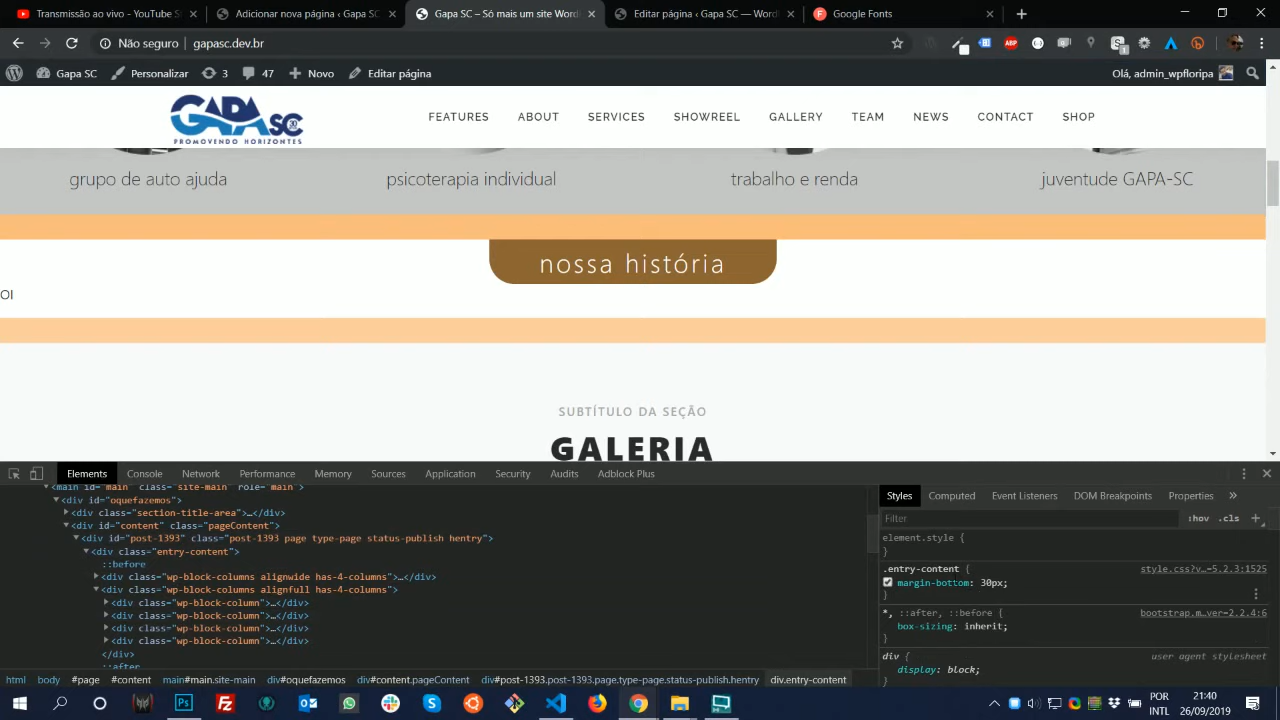 Transmissão ao vivo - YouTube S
Adicionar nova página ‹ Gapa SC
Gapa SC – Só mais um site Word
Editar página ‹ Gapa SC — Word
Google Fonts
Não seguro | gapasc.dev.br
Gapa SC
Personalizar
3
47
Novo
Editar página
Olá, admin_wpfloripa
GAPA SC
PROMOVENDO HORIZONTES
FEATURES
ABOUT
SERVICES
SHOWREEL
GALLERY
TEAM
NEWS
CONTACT
SHOP
grupo de auto ajuda
psicoterapia individual
trabalho e renda
juventude GAPA-SC
nossa história
OI
SUBTÍTULO DA SEÇÃO
GALERIA
Elements
Console
Network
Performance
Memory
Sources
Application
Security
Audits
Adblock Plus
<main id="main" class="site-main" role="main">
<div id="oquefazemos">
<div class="section-title-area">…</div>
<div id="content" class="pageContent">
<div id="post-1393" class="post-1393 page type-page status-publish hentry">
<div class="entry-content">
::before
<div class="wp-block-columns alignwide has-4-columns">…</div>
<div class="wp-block-columns alignfull has-4-columns">
<div class="wp-block-column">…</div>
<div class="wp-block-column">…</div>
<div class="wp-block-column">…</div>
<div class="wp-block-column">…</div>
</div>
::after
html body #page #content main#main.site-main div#oquefazemos div#content.pageContent div#post-1393.post-1393.page.type-page.status-publish.hentry div.entry-content
Styles
Computed
Event Listeners
DOM Breakpoints
Properties
Filter
:hov .cls
element.style {
}
.entry-content { style.css?v…=5.2.3:1525
margin-bottom: 30px;
}
*, ::after, ::before { bootstrap.m…ver=2.2.4:6
box-sizing: inherit;
}
div { user agent stylesheet
display: block;
}
POR
INTL
21:40
26/09/2019